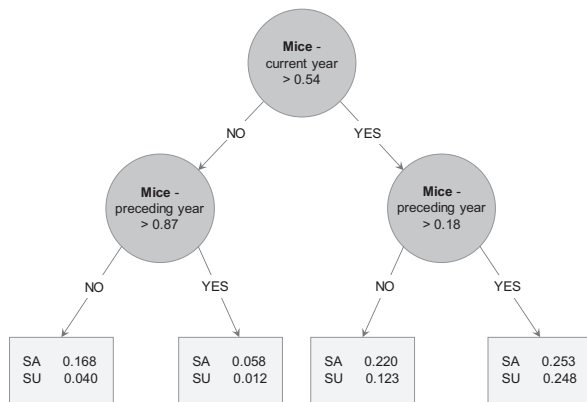 Mice -
current year
> 0.54
NO
YES
Mice -
preceding year
> 0.87
Mice -
preceding year
> 0.18
NO
YES
NO
YES
SA 0.168
SU 0.040
SA 0.058
SU 0.012
SA 0.220
SU 0.123
SA 0.253
SU 0.248